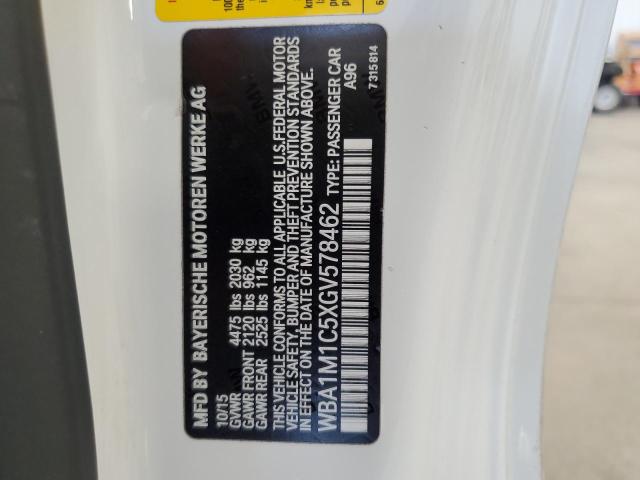 MFD BY BAYERISCHE MOTOREN WERKE AG
10/15
GVWR 4475 lbs 2030 kg
GAWR FRONT 2120 lbs 962 kg
GAWR REAR 2525 lbs 1145 kg
THIS VEHICLE CONFORMS TO ALL APPLICABLE U.S.FEDERAL MOTOR
VEHICLE SAFETY, BUMPER AND THEFT PREVENTION STANDARDS
IN EFFECT ON THE DATE OF MANUFACTURE SHOWN ABOVE.
WBA1M1C5XGV578462 TYPE: PASSENGER CAR
A96
7315814